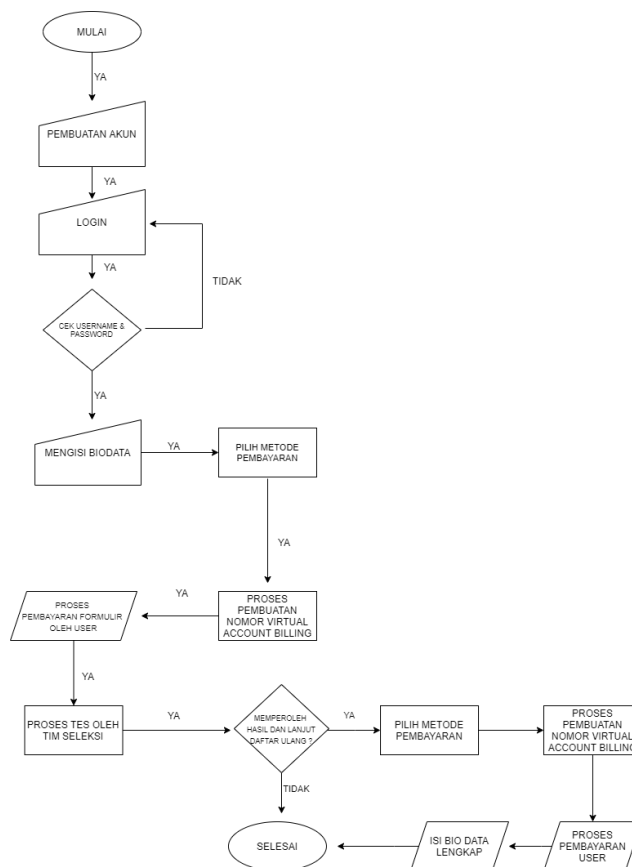 MULAI
YA
PEMBUATAN AKUN
YA
LOGIN
YA
TIDAK
CEK USERNAME &
PASSWORD
YA
MENGISI BIODATA
YA
PILIH METODE
PEMBAYARAN
YA
PROSES
PEMBUATAN
NOMOR VIRTUAL
ACCOUNT BILLING
YA
PROSES
PEMBAYARAN FORMULIR
OLEH USER
YA
PROSES TES OLEH
TIM SELEKSI
YA
MEMPEROLEH
HASIL DAN LANJUT
DAFTAR ULANG ?
YA
PILIH METODE
PEMBAYARAN
PROSES
PEMBUATAN
NOMOR VIRTUAL
ACCOUNT BILLING
TIDAK
SELESAI
ISI BIO DATA
LENGKAP
PROSES
PEMBAYARAN
USER